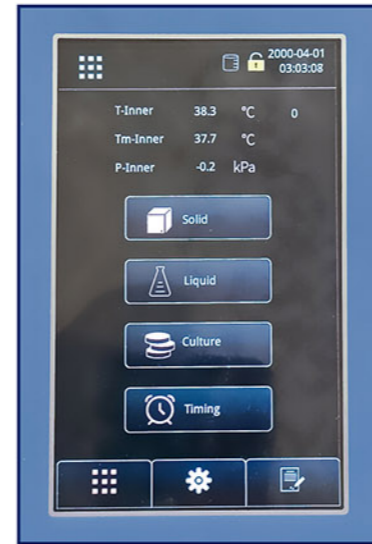 2000-04-01
03:03:08
T-Inner 38.3 °C 0
Tm-Inner 37.7 °C
P-Inner -0.2 kPa
Solid
Liquid
Culture
Timing